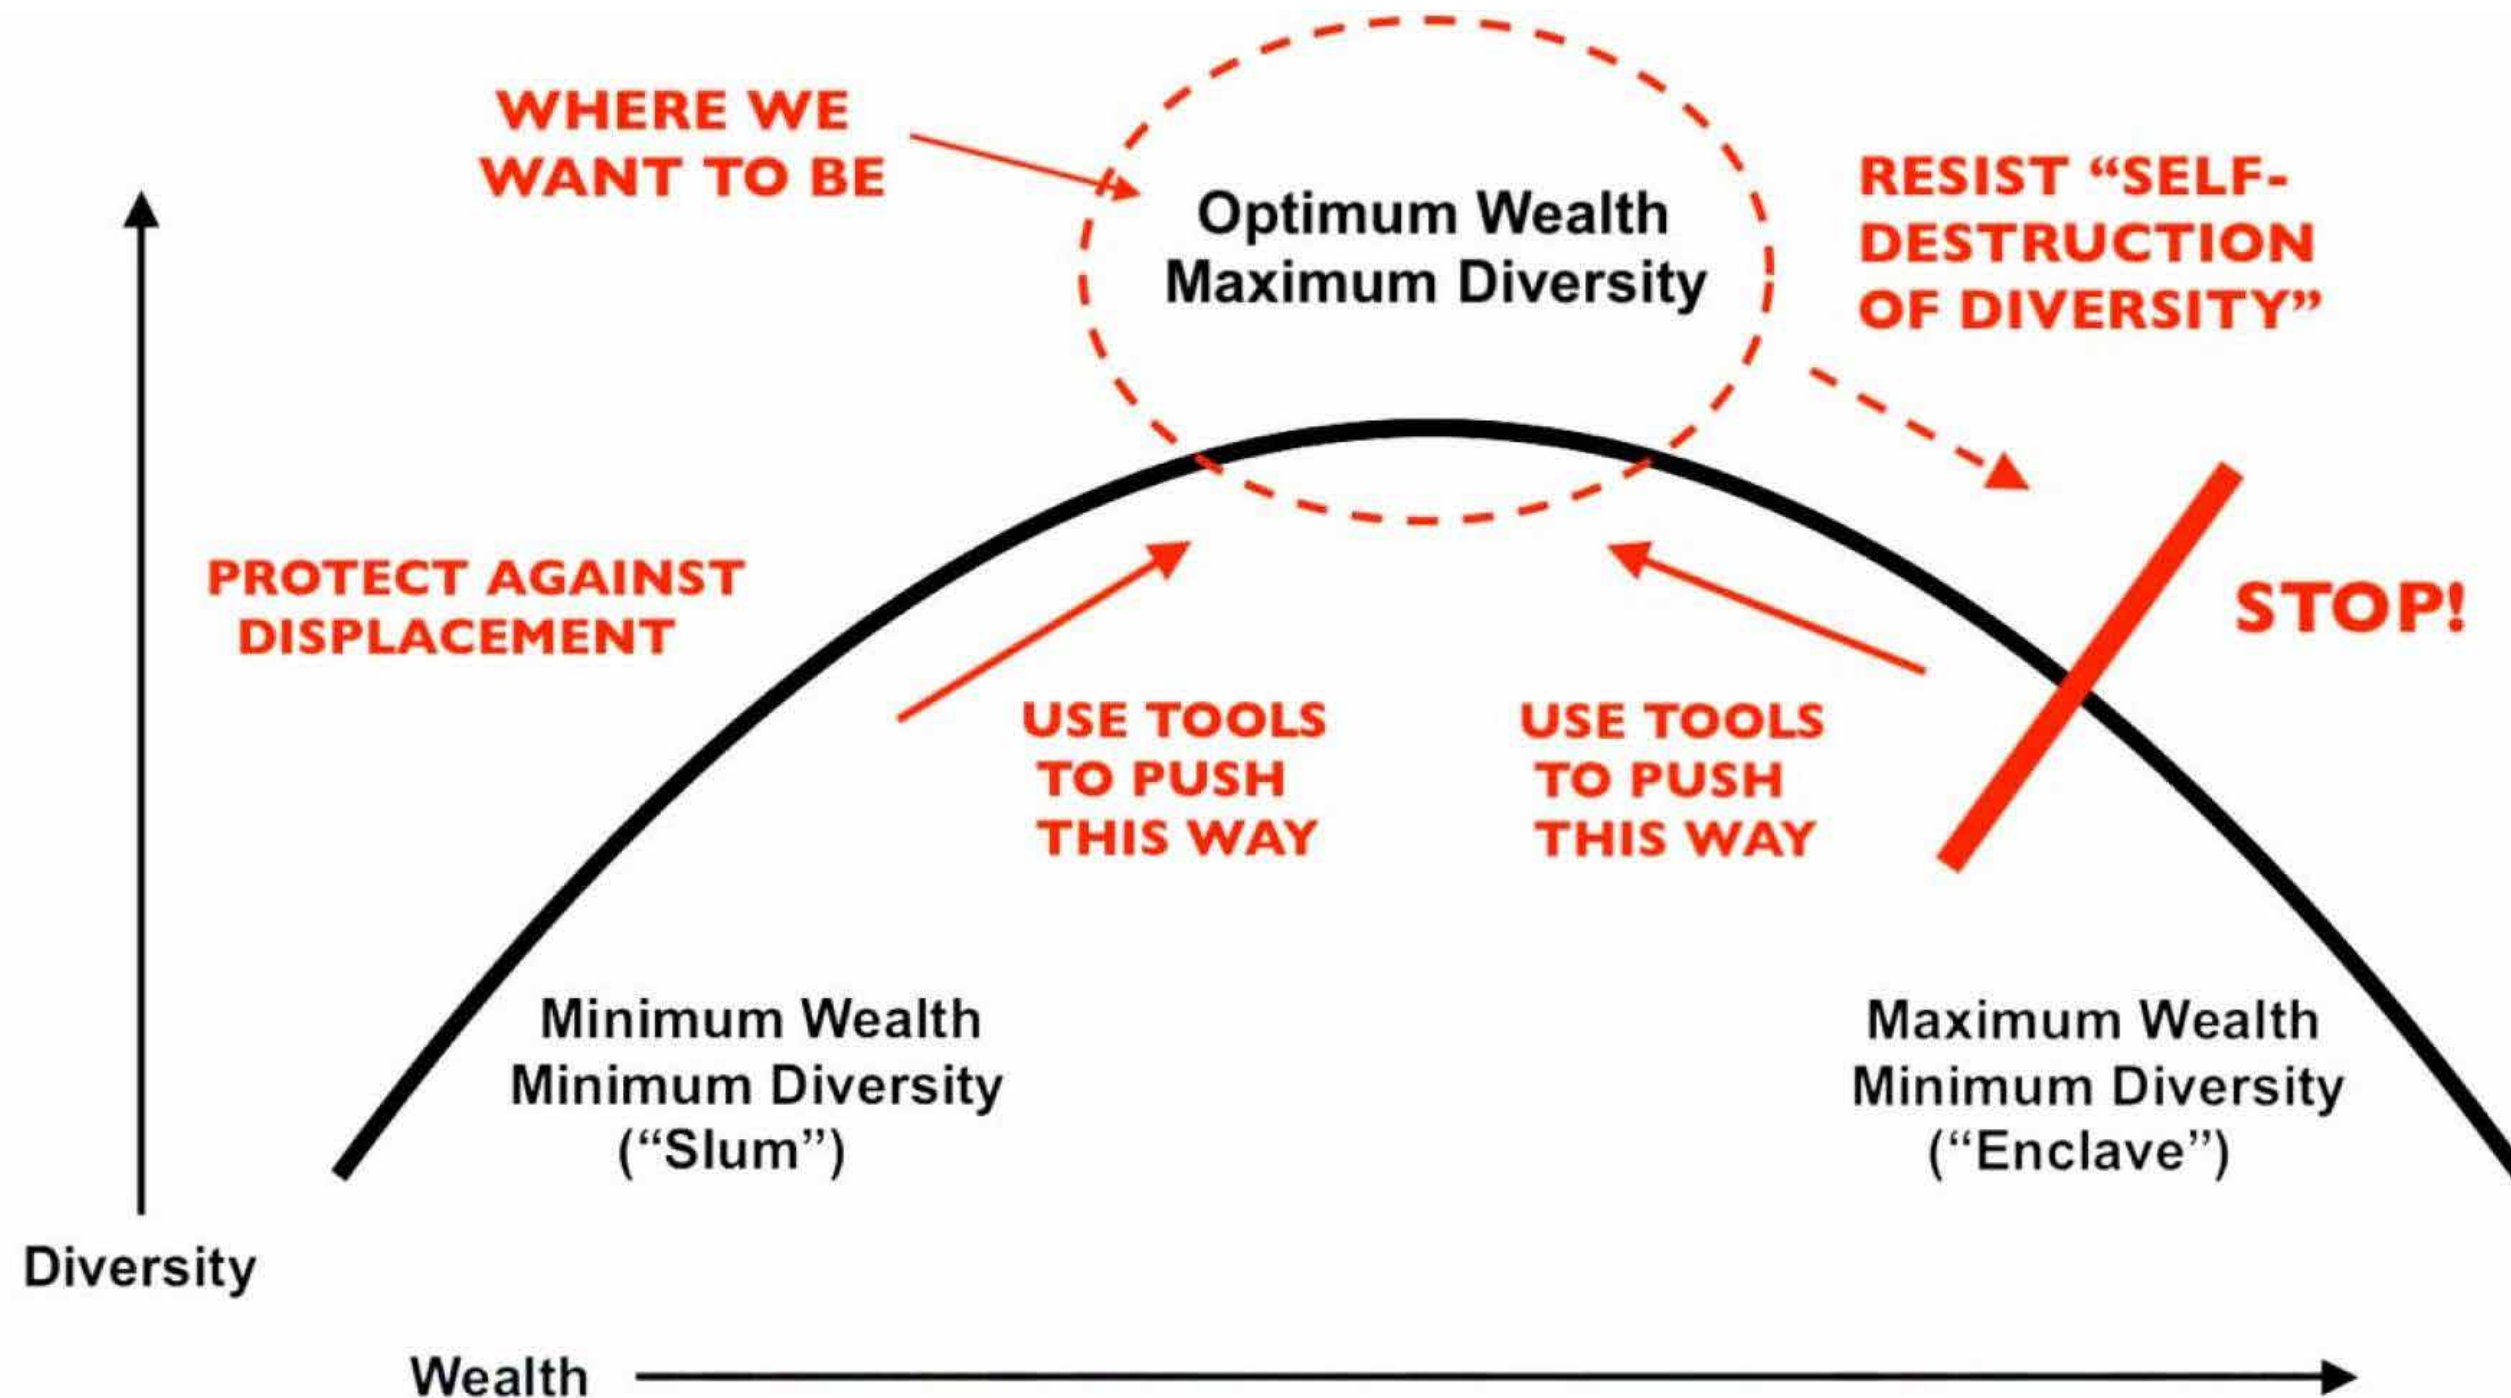 WHERE WE
WANT TO BE
Optimum Wealth
Maximum Diversity
RESIST “SELF-
DESTRUCTION
OF DIVERSITY”
PROTECT AGAINST
DISPLACEMENT
USE TOOLS
TO PUSH
THIS WAY
USE TOOLS
TO PUSH
THIS WAY
STOP!
Minimum Wealth
Minimum Diversity
(“Slum”)
Maximum Wealth
Minimum Diversity
(“Enclave”)
Diversity
Wealth